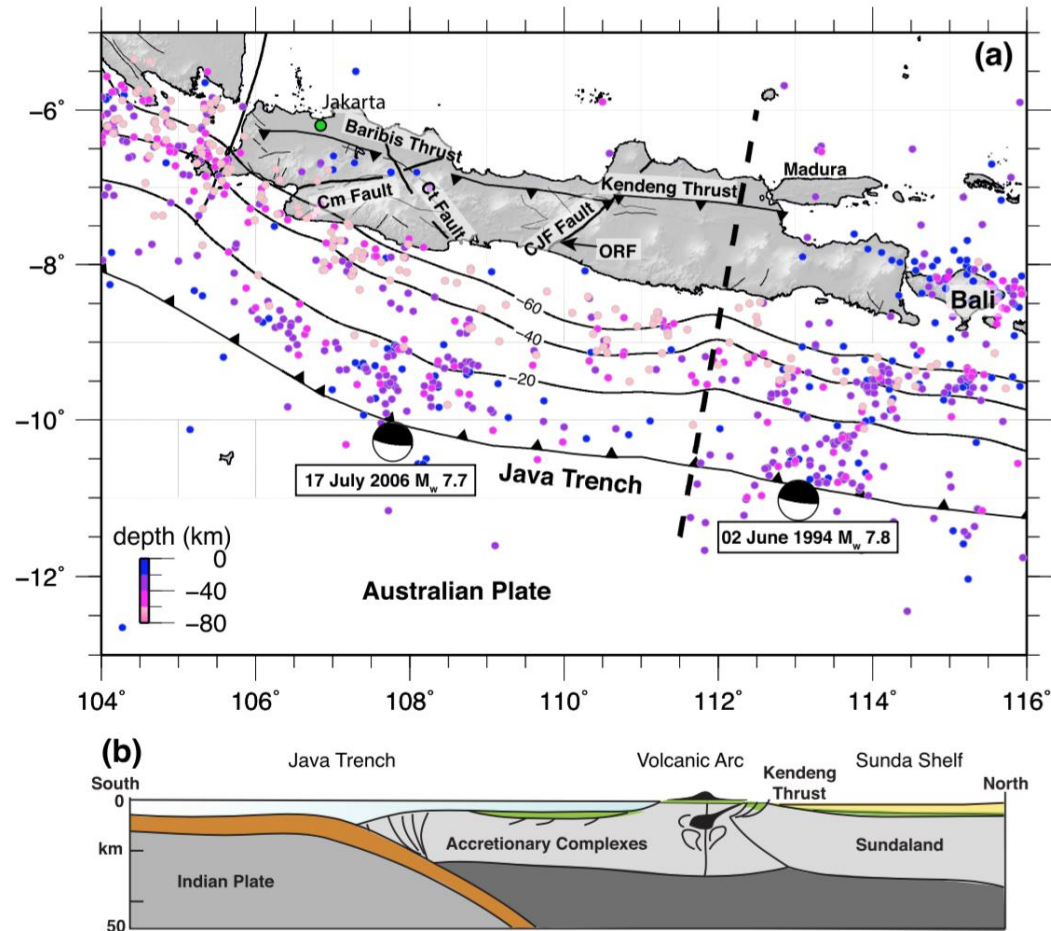 (a)
−6°
−8°
−10°
−12°
Jakarta
Baribis Thrust
Cm Fault
Ct Fault
Kendeng Thrust
Madura
CJF Fault
ORF
Bali
−60
−40
−20
Java Trench
17 July 2006 Mw 7.7
02 June 1994 Mw 7.8
depth (km)
0
−40
−80
Australian Plate
104° 106° 108° 110° 112° 114° 116°
(b)
Java Trench
Volcanic Arc
Sunda Shelf
South
Kendeng
Thrust
North
0
km
50
Accretionary Complexes
Sundaland
Indian Plate